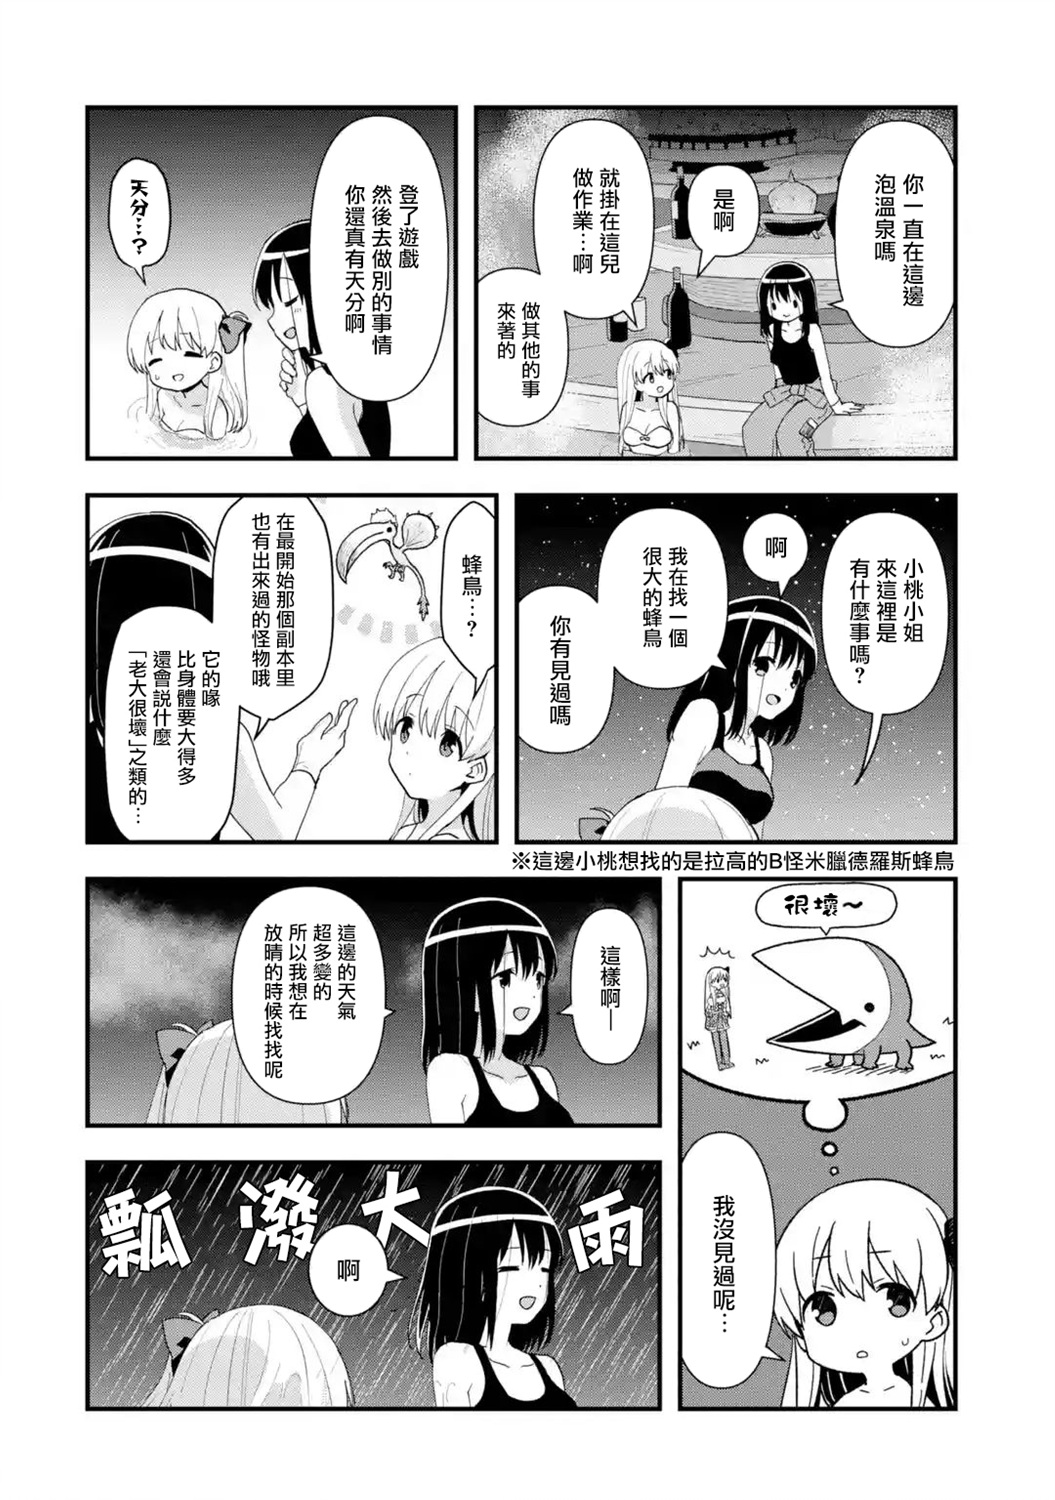 你一直在這邊
泡溫泉嗎
是啊
就掛在這兒
做作業…啊
做其他的事
來著的
登了遊戲
然後去做別的事情
你還真有天分啊
天分…?
小桃小姐
來這裡是
有什麼事嗎?
啊
我在找一個
很大的蜂鳥
你有見過嗎
蜂鳥…?
在最開始那個副本里
也有出來過的怪物哦
它的喙
比身體要大得多
還會説什麼
「老大很壞」之類的…
※這邊小桃想找的是拉高的B怪米臘德羅斯蜂鳥
很壞～
我沒見過呢…
這樣啊—
這邊的天氣
超多變的
所以我想在
放晴的時候找找呢
瓢潑大雨
啊